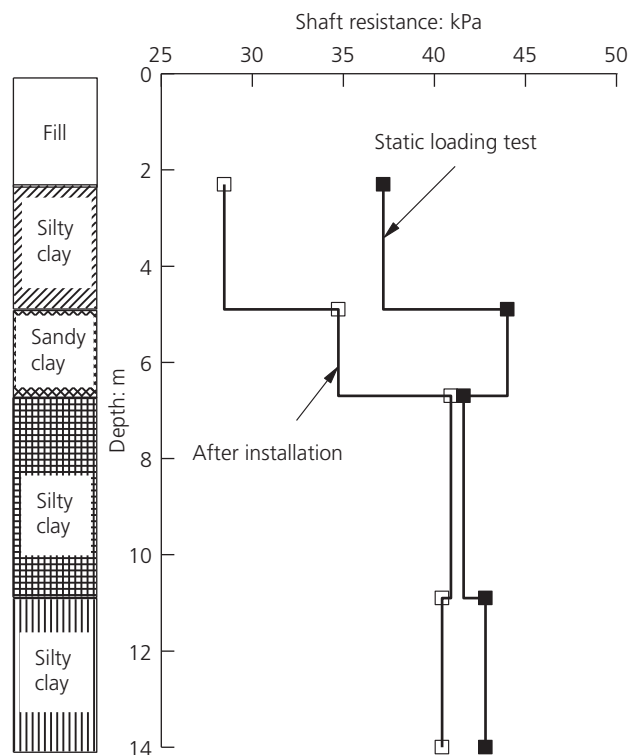 Shaft resistance: kPa
25 30 35 40 45 50
0
2
4
6
8
10
12
14
Depth: m
Fill
Silty
clay
Sandy
clay
Silty
clay
Silty
clay
Static loading test
After installation